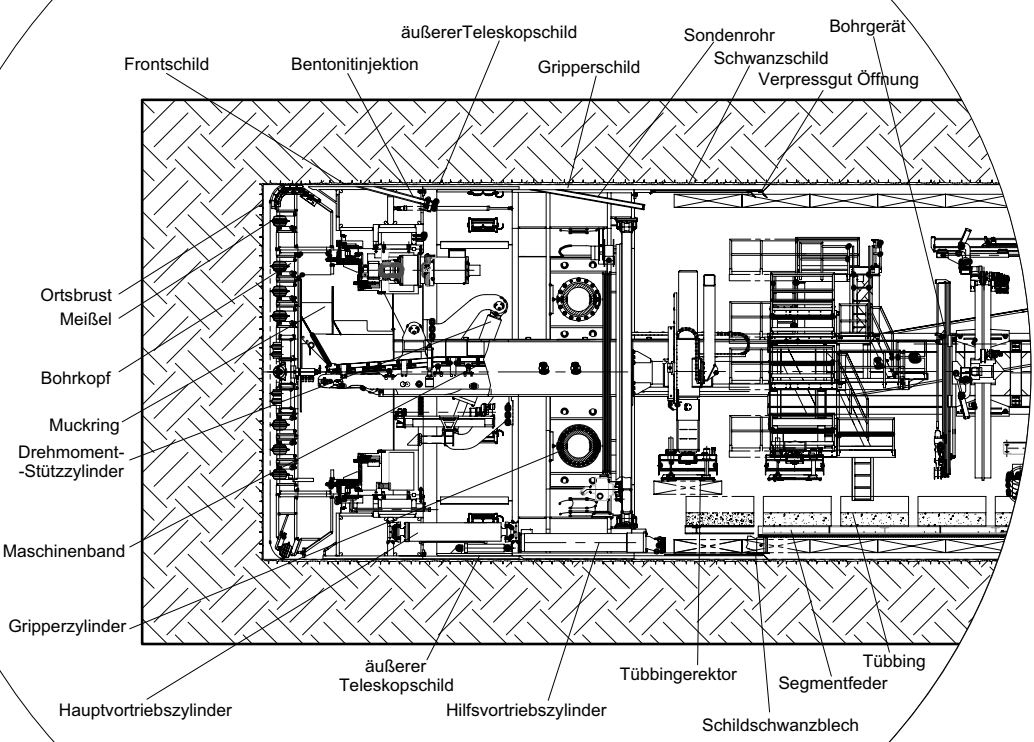 Bohrgerät
äußererTeleskopschild
Sondenrohr
Frontschild
Bentonitinjektion
Gripperschild
Schwanzschild
Verpressgut Öffnung
Ortsbrust
Meißel
Bohrkopf
Muckring
Drehmoment-
-Stützzylinder
Maschinenband
Gripperzylinder
Hauptvortriebszylinder
äußerer
Teleskopschild
Hilfsvortriebszylinder
Tübbingerektor
Schildschwanzblech
Segmentfeder
Tübbing